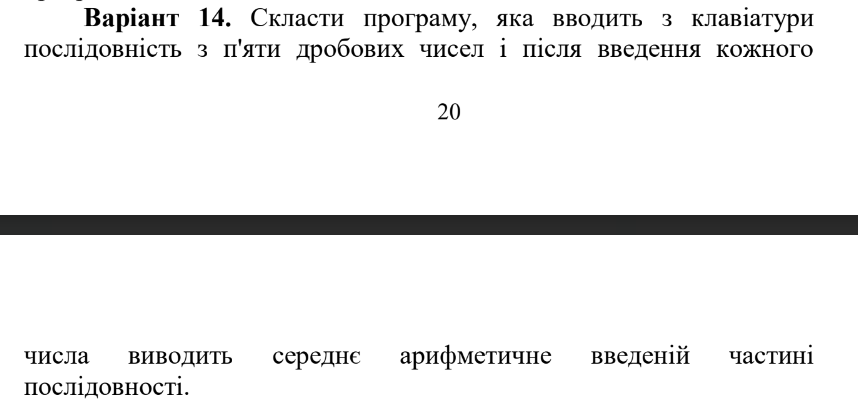 Варіант 14. Скласти програму, яка вводить з клавіатури
послідовність з п'яти дробових чисел і після введення кожного
20
числа виводить середнє арифметичне введеній частині
послідовності.